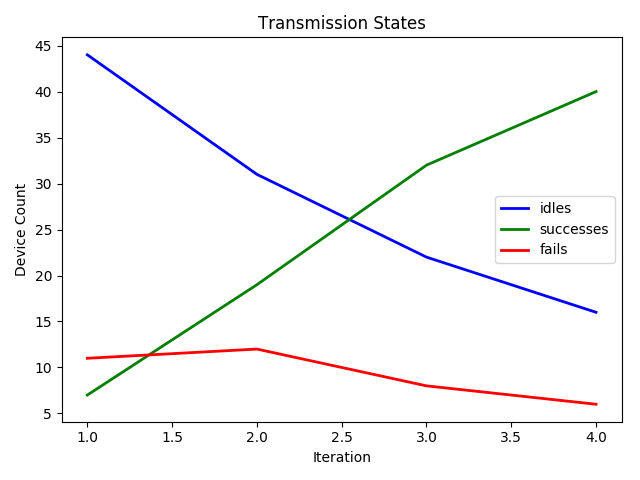 Transmission States
45
40
35
30
25
20
15
10
5
Device Count
idles
successes
fails
1.0 1.5 2.0 2.5 3.0 3.5 4.0
Iteration